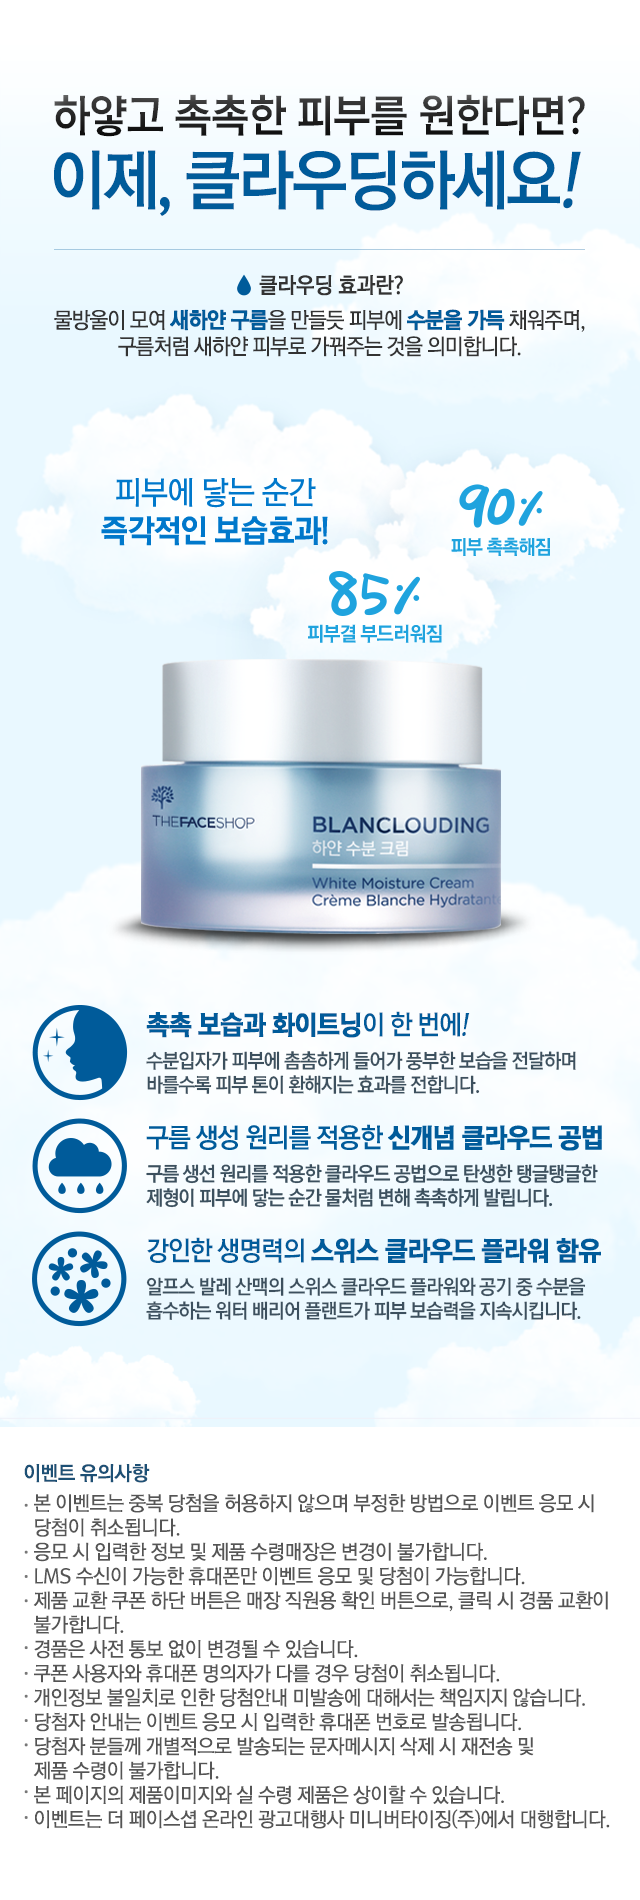 하얗고 촉촉한 피부를 원한다면?
이제, 클라우딩하세요!
클라우딩 효과란?
물방울이 모여 새하얀 구름을 만들듯 피부에 수분을 가득 채워주며,
구름처럼 새하얀 피부로 가꿔주는 것을 의미합니다.
피부에 닿는 순간
즉각적인 보습효과!
90%
피부 촉촉해짐
85%
피부결 부드러워짐
THEFACESHOP
BLANCLOUDING
하얀 수분 크림
White Moisture Cream
Crème Blanche Hydratant
촉촉 보습과 화이트닝이 한 번에!
수분입자가 피부에 촘촘하게 들어가 풍부한 보습을 전달하며
바를수록 피부 톤이 환해지는 효과를 전합니다.
구름 생성 원리를 적용한 신개념 클라우드 공법
구름 생선 원리를 적용한 클라우드 공법으로 탄생한 탱글탱글한
제형이 피부에 닿는 순간 물처럼 변해 촉촉하게 발립니다.
강인한 생명력의 스위스 클라우드 플라워 함유
알프스 발레 산맥의 스위스 클라우드 플라워와 공기 중 수분을
흡수하는 워터 배리어 플랜트가 피부 보습력을 지속시킵니다.
이벤트 유의사항
· 본 이벤트는 중복 당첨을 허용하지 않으며 부정한 방법으로 이벤트 응모 시
당첨이 취소됩니다.
· 응모 시 입력한 정보 및 제품 수령매장은 변경이 불가합니다.
· LMS 수신이 가능한 휴대폰만 이벤트 응모 및 당첨이 가능합니다.
· 제품 교환 쿠폰 하단 버튼은 매장 직원용 확인 버튼으로, 클릭 시 경품 교환이
불가합니다.
· 경품은 사전 통보 없이 변경될 수 있습니다.
· 쿠폰 사용자와 휴대폰 명의자가 다를 경우 당첨이 취소됩니다.
· 개인정보 불일치로 인한 당첨안내 미발송에 대해서는 책임지지 않습니다.
· 당첨자 안내는 이벤트 응모 시 입력한 휴대폰 번호로 발송됩니다.
· 당첨자 분들께 개별적으로 발송되는 문자메시지 삭제 시 재전송 및
제품 수령이 불가합니다.
· 본 페이지의 제품이미지와 실 수령 제품은 상이할 수 있습니다.
· 이벤트는 더 페이스셥 온라인 광고대행사 미니버타이징(주)에서 대행합니다.